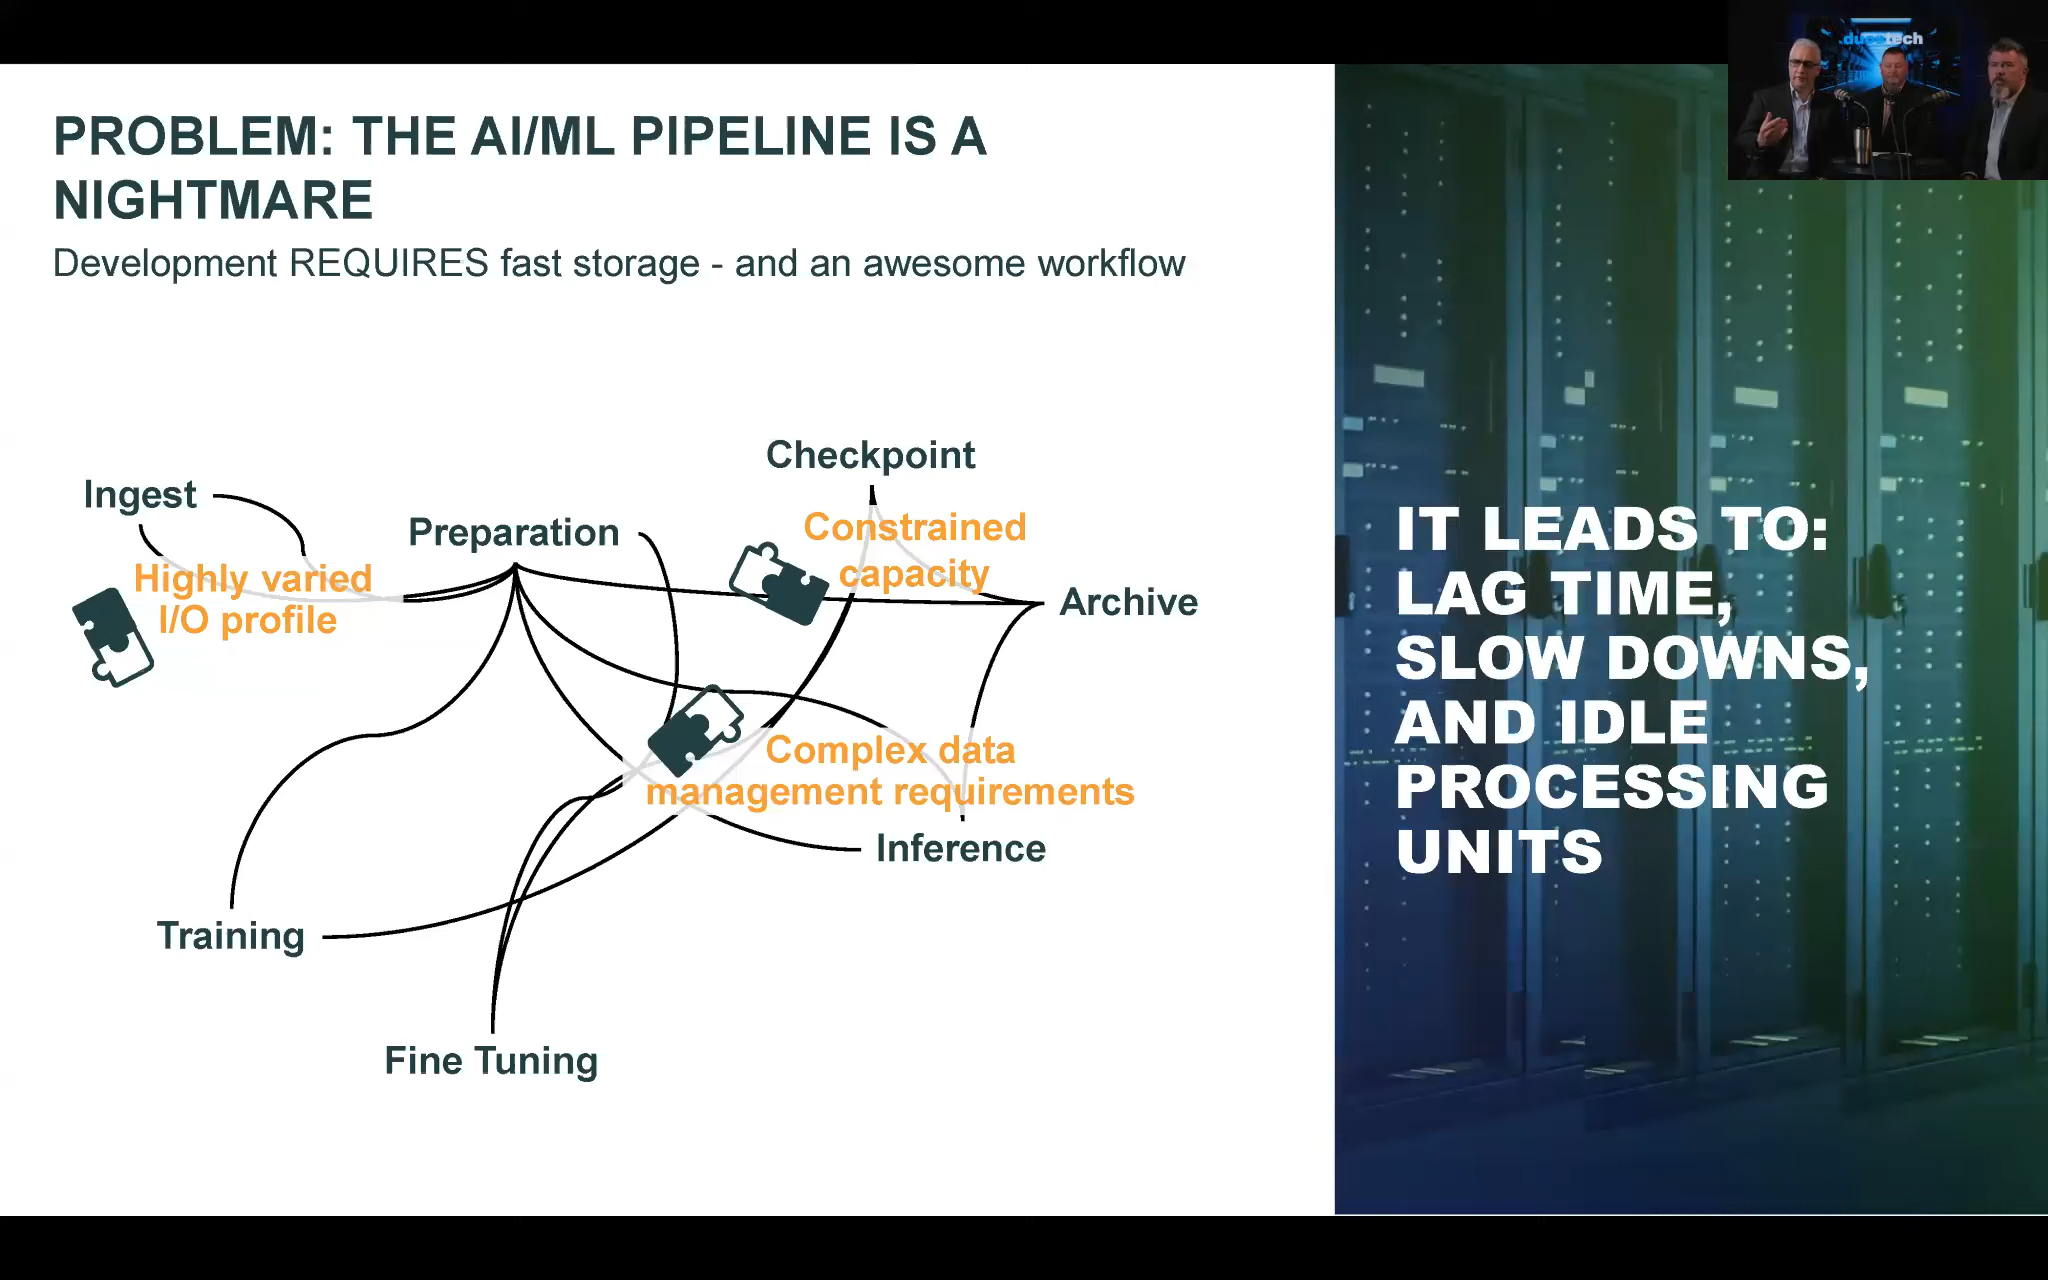 PROBLEM: THE AI/ML PIPELINE IS A
NIGHTMARE
Development REQUIRES fast storage - and an awesome workflow
Checkpoint
Ingest
Preparation
Constrained
capacity
Highly varied
I/O profile
Archive
Complex data
management requirements
Inference
Training
Fine Tuning
IT LEADS TO:
LAG TIME,
SLOW DOWNS,
AND IDLE
PROCESSING
UNITS